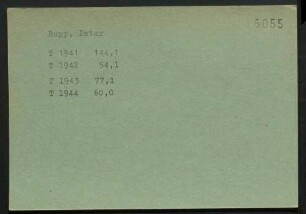 5055
Rupp, Peter
T 1941 144,1
T 1942 54,1
T 1943 77,1
T 1944 60,0